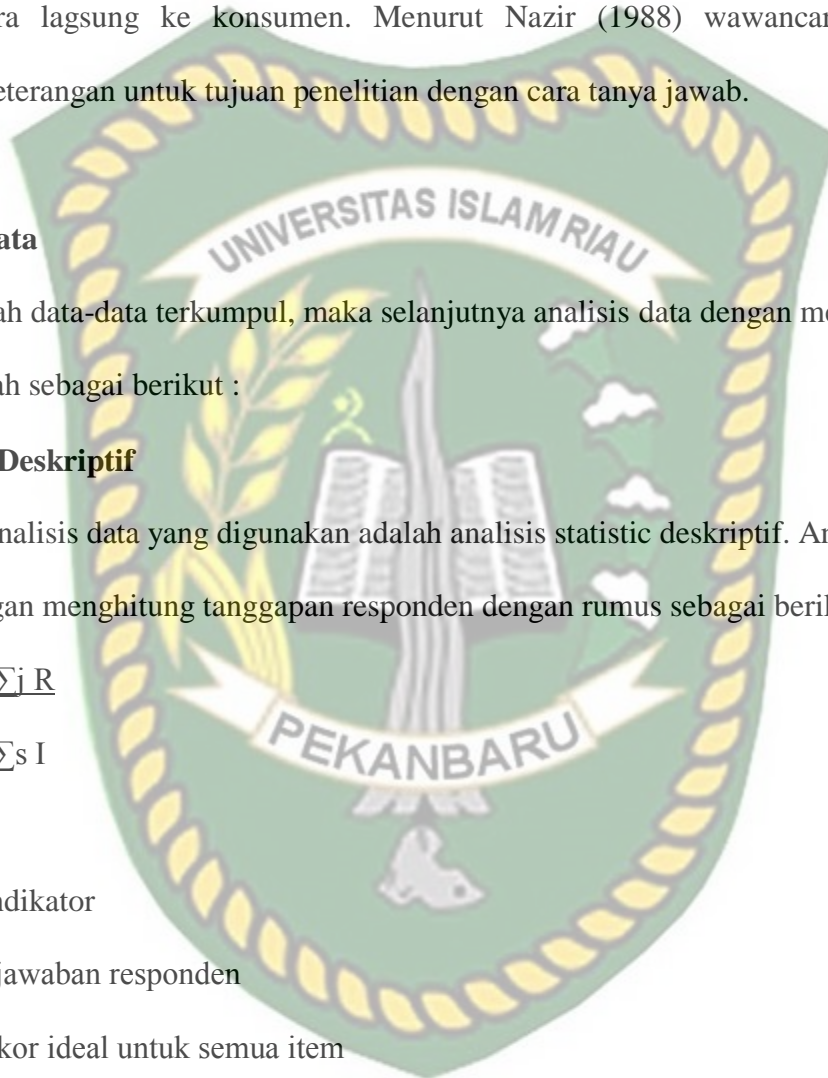 ra lagsung ke konsumen. Menurut Nazir (1988) wawancar
eterangan untuk tujuan penelitian dengan cara tanya jawab.
UNIVERSITAS ISLAM RIAU
ata
ah data-data terkumpul, maka selanjutnya analisis data dengan me
ah sebagai berikut :
Deskriptif
nalisis data yang digunakan adalah analisis statistic deskriptif. An
gan menghitung tanggapan responden dengan rumus sebagai beriku
∑j R
∑s I
PEKANBARU
ndikator
jawaban responden
kor ideal untuk semua item